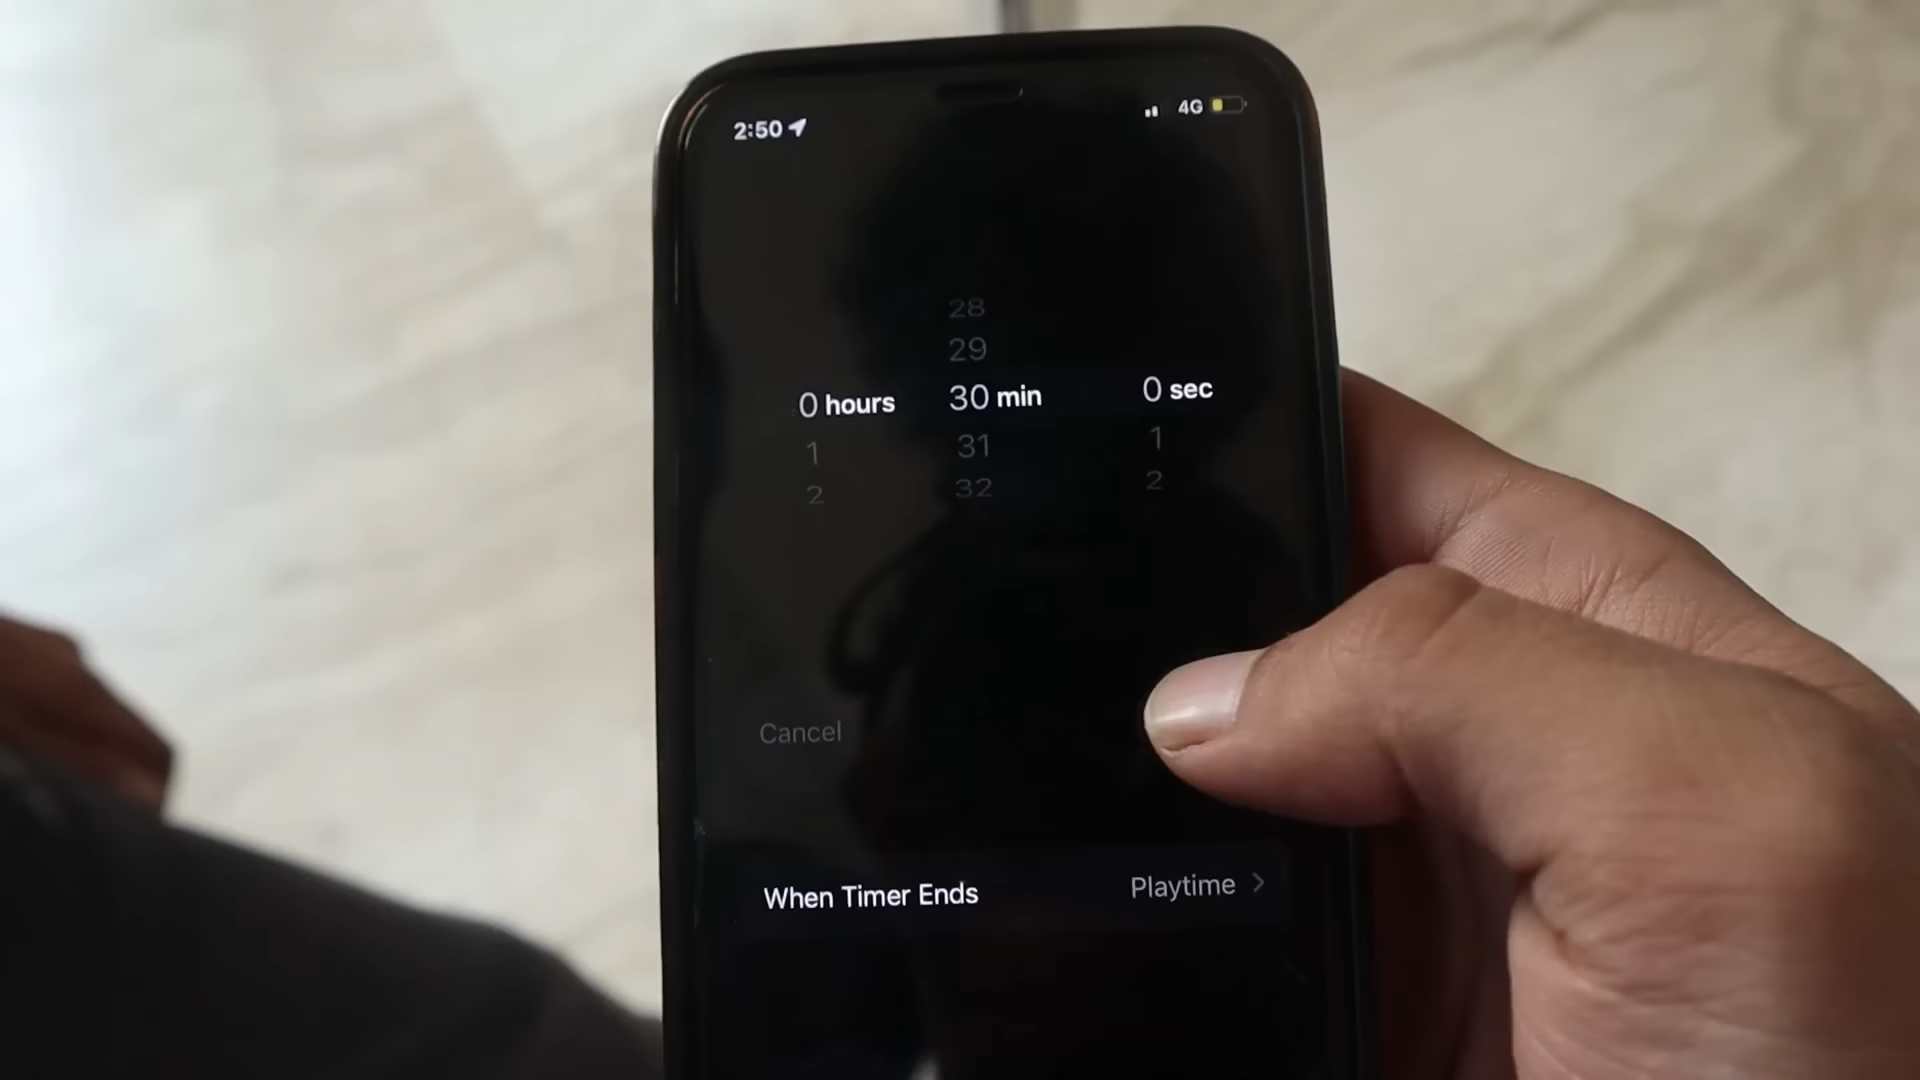 2:50
4G
28
29
0 hours 30 min 0 sec
1 31 1
2 32 2
Cancel
When Timer Ends Playtime